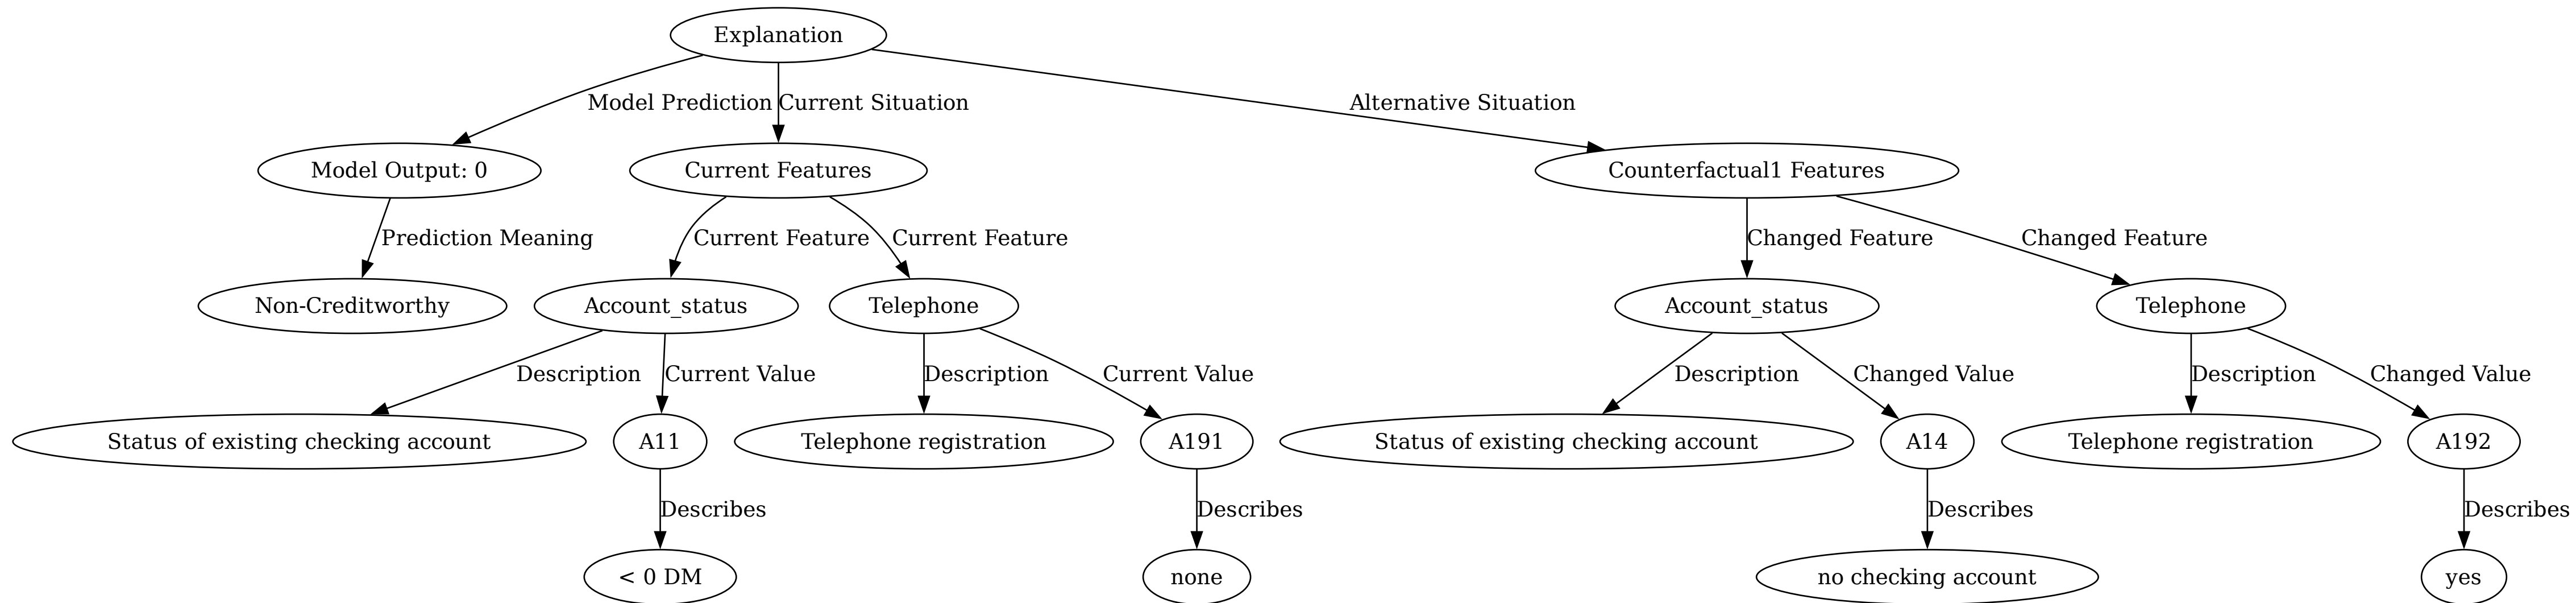 Explanation
Model Prediction
Current Situation
Alternative Situation
Model Output: 0
Current Features
Counterfactual1 Features
Prediction Meaning
Current Feature
Current Feature
Changed Feature
Changed Feature
Non-Creditworthy
Account_status
Telephone
Account_status
Telephone
Description
Current Value
Description
Current Value
Description
Changed Value
Description
Changed Value
Status of existing checking account
A11
Telephone registration
A191
Status of existing checking account
A14
Telephone registration
A192
Describes
Describes
Describes
Describes
< 0 DM
none
no checking account
yes